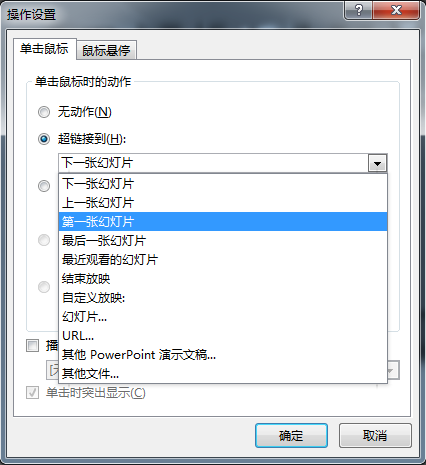 操作设置
单击鼠标
鼠标悬停
单击鼠标时的动作
无动作(N)
超链接到(H):
下一张幻灯片
下一张幻灯片
上一张幻灯片
第一张幻灯片
最后一张幻灯片
最近观看的幻灯片
结束放映
自定义放映:
幻灯片...
URL...
其他 PowerPoint 演示文稿...
其他文件...
播
单击时突出显示(C)
确定
取消